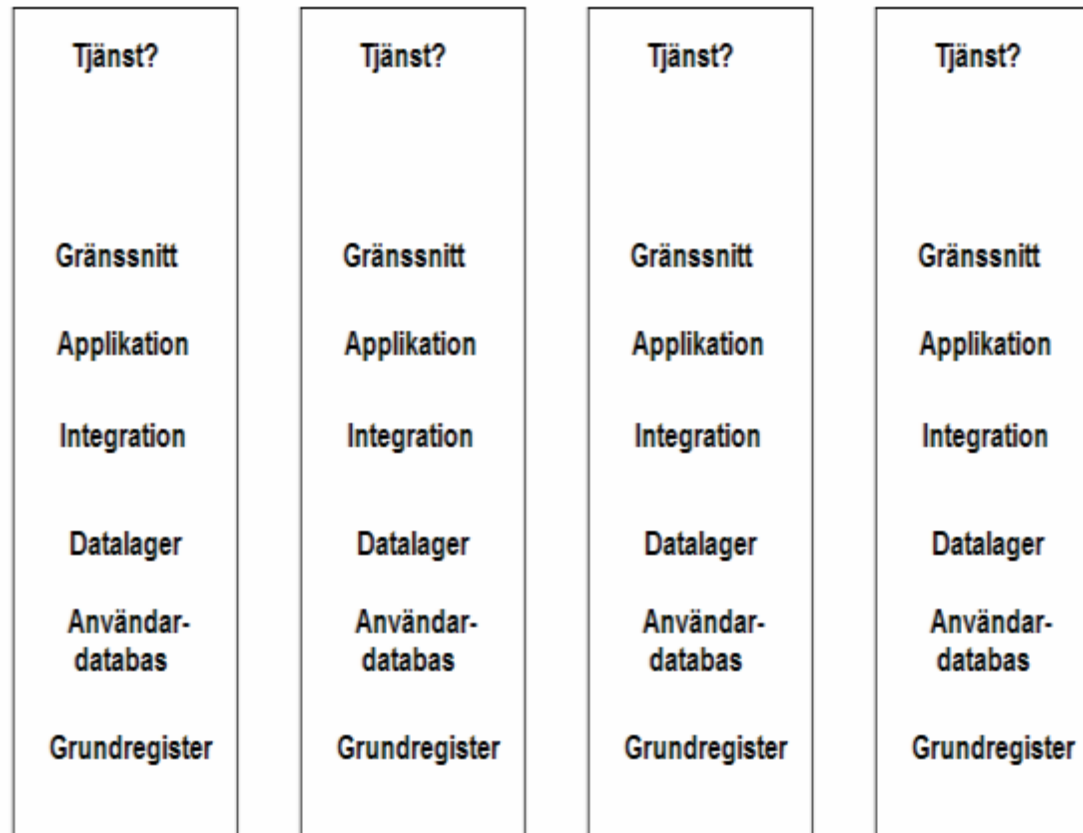 Tjänst? Tjänst? Tjänst? Tjänst?
Gränssnitt Gränssnitt Gränssnitt Gränssnitt
Applikation Applikation Applikation Applikation
Integration Integration Integration Integration
Datalager Datalager Datalager Datalager
Användar- Användar- Användar- Användar-
databas databas databas databas
Grundregister Grundregister Grundregister Grundregister